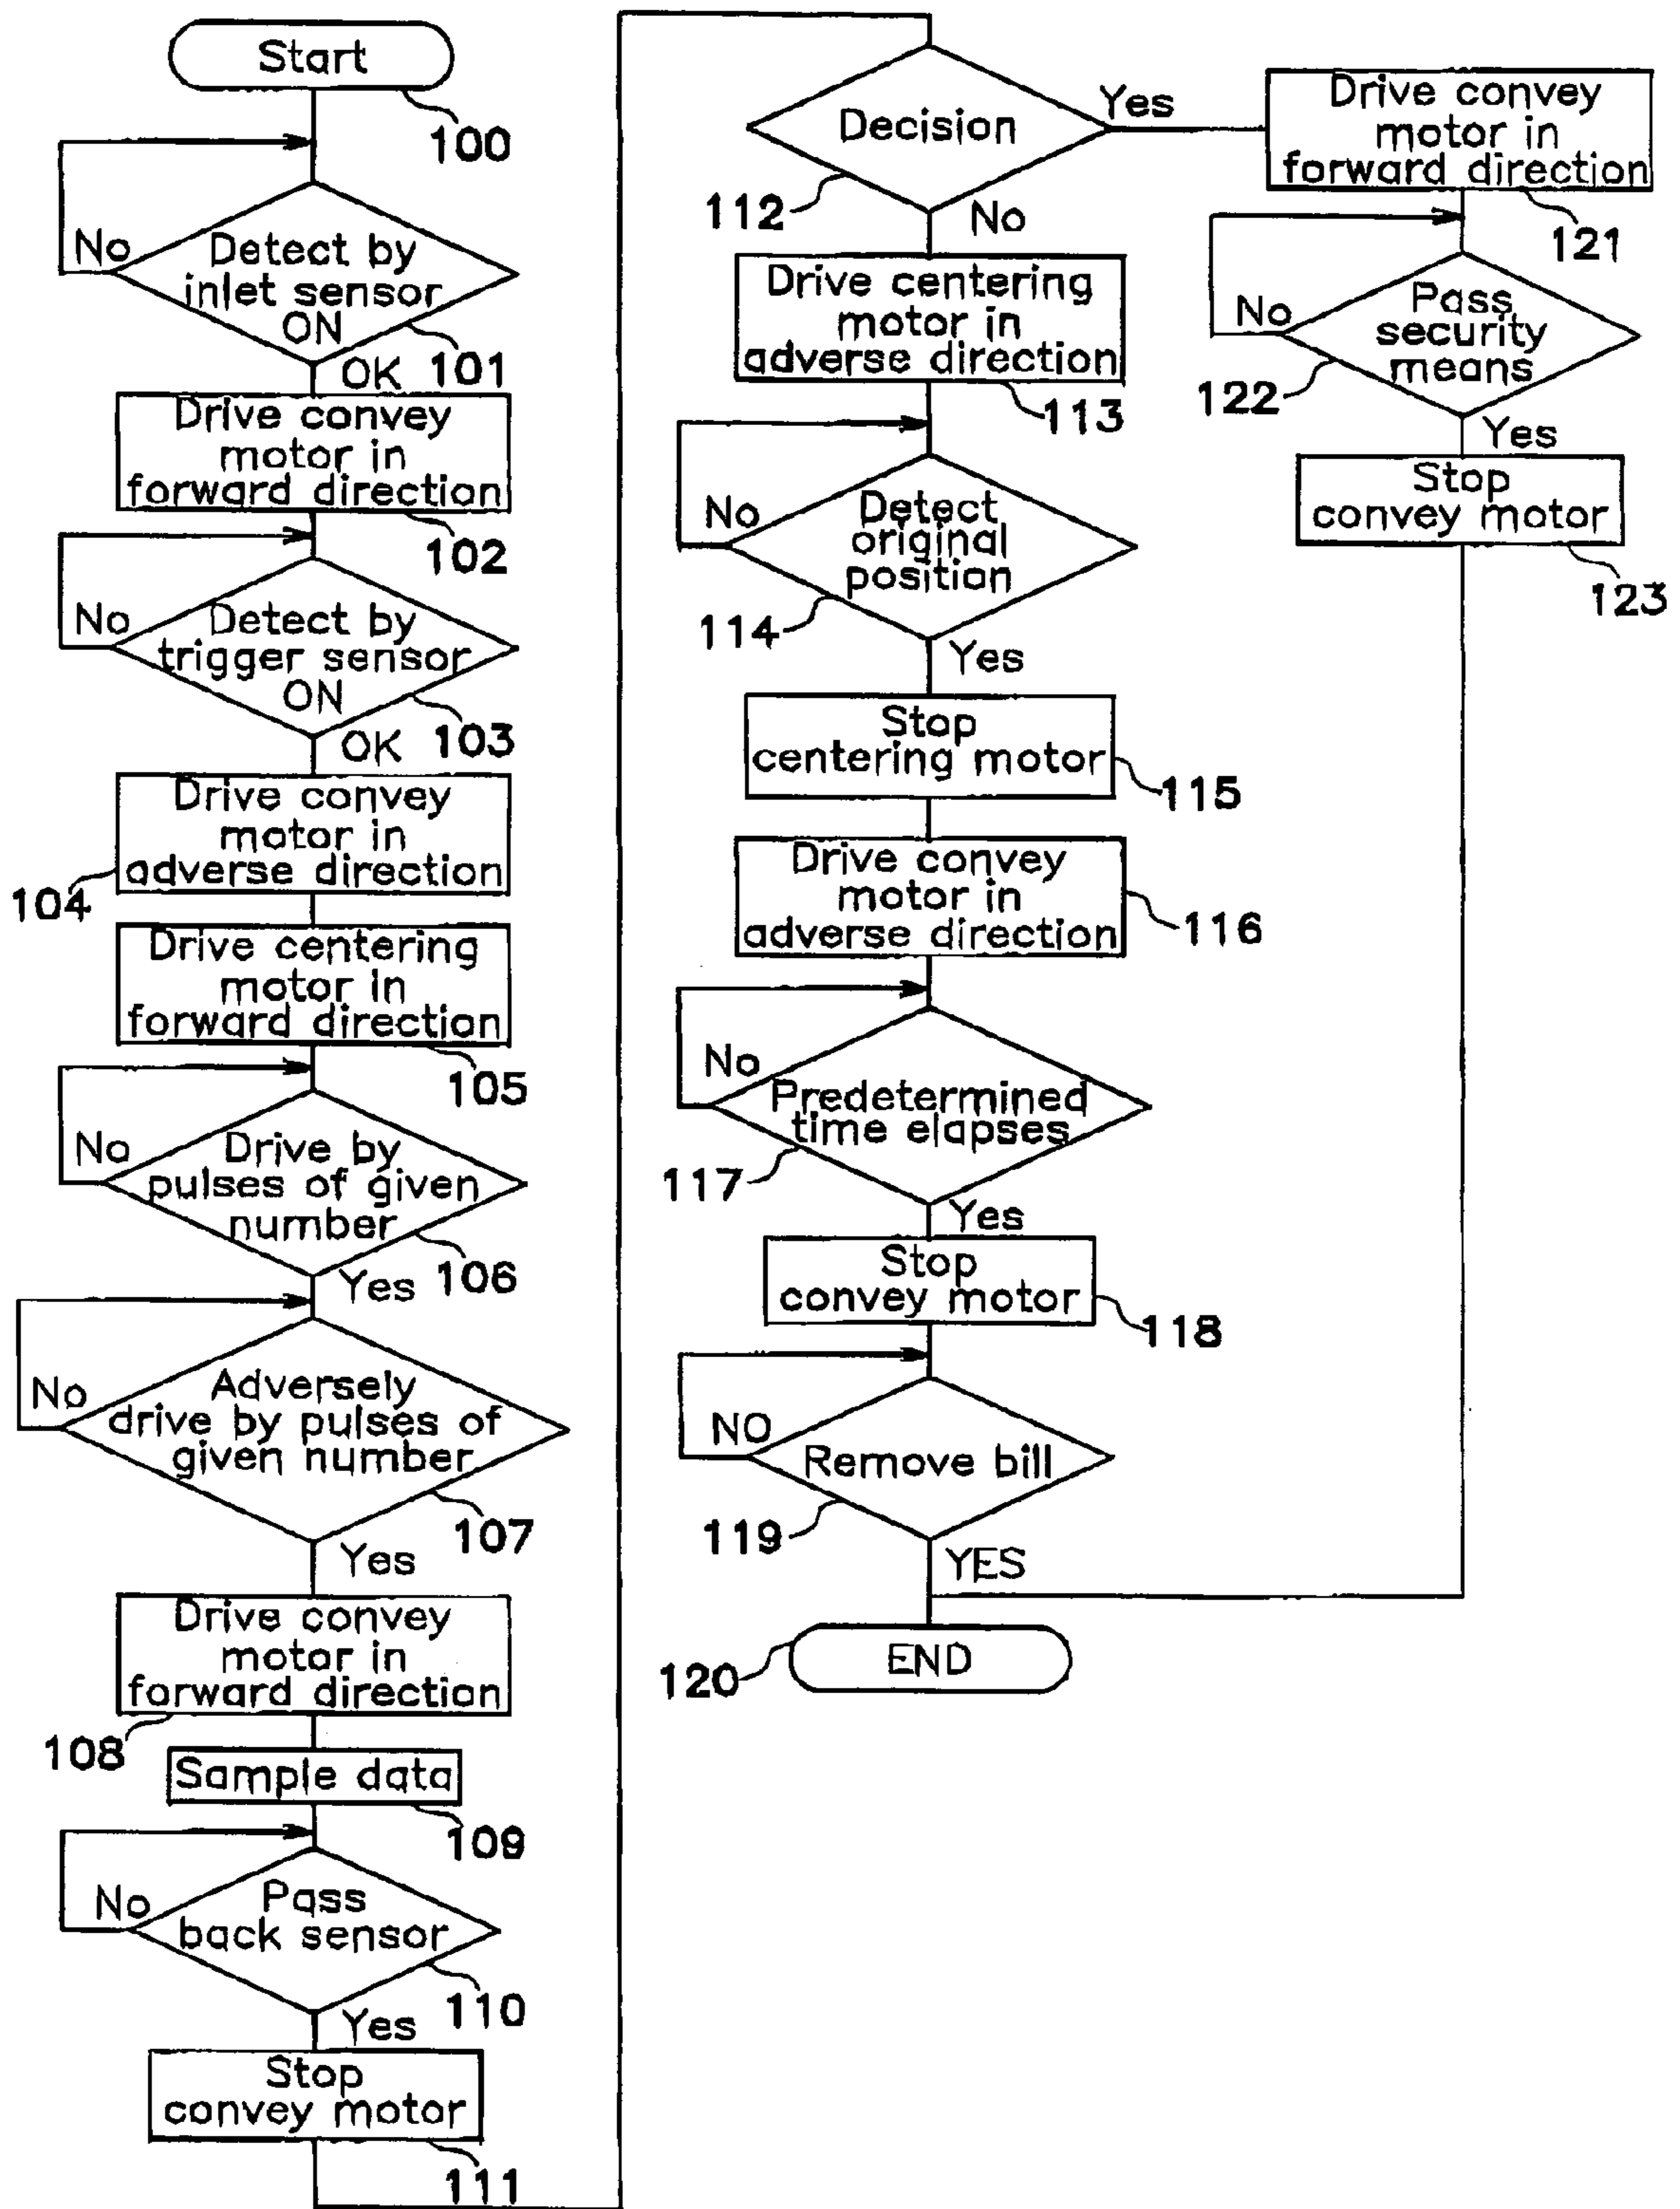 Start
100
No
Detect by
inlet sensor
ON
101
OK
Drive convey
motor in
forward direction
102
No
Detect by
trigger sensor
ON
103
OK
Drive convey
motor in
adverse direction
104
Drive centering
motor in
forward direction
105
No
Drive by
pulses of given
number
106
Yes
No
Adversely
drive by pulses of
given number
107
Yes
Drive convey
motor in
forward direction
108
Sample data
109
No
Pass
back sensor
110
Yes
Stop
convey motor
111
Decision
Yes
112
No
Drive centering
motor in
adverse direction
113
No
Detect
original
position
114
Yes
Stop
centering motor
115
Drive convey
motor in
adverse direction
116
No
Predetermined
time elapses
117
Yes
Stop
convey motor
118
NO
Remove bill
119
YES
END
120
Drive convey
motor in
forward direction
121
No
Pass
security
means
122
Yes
Stop
convey motor
123